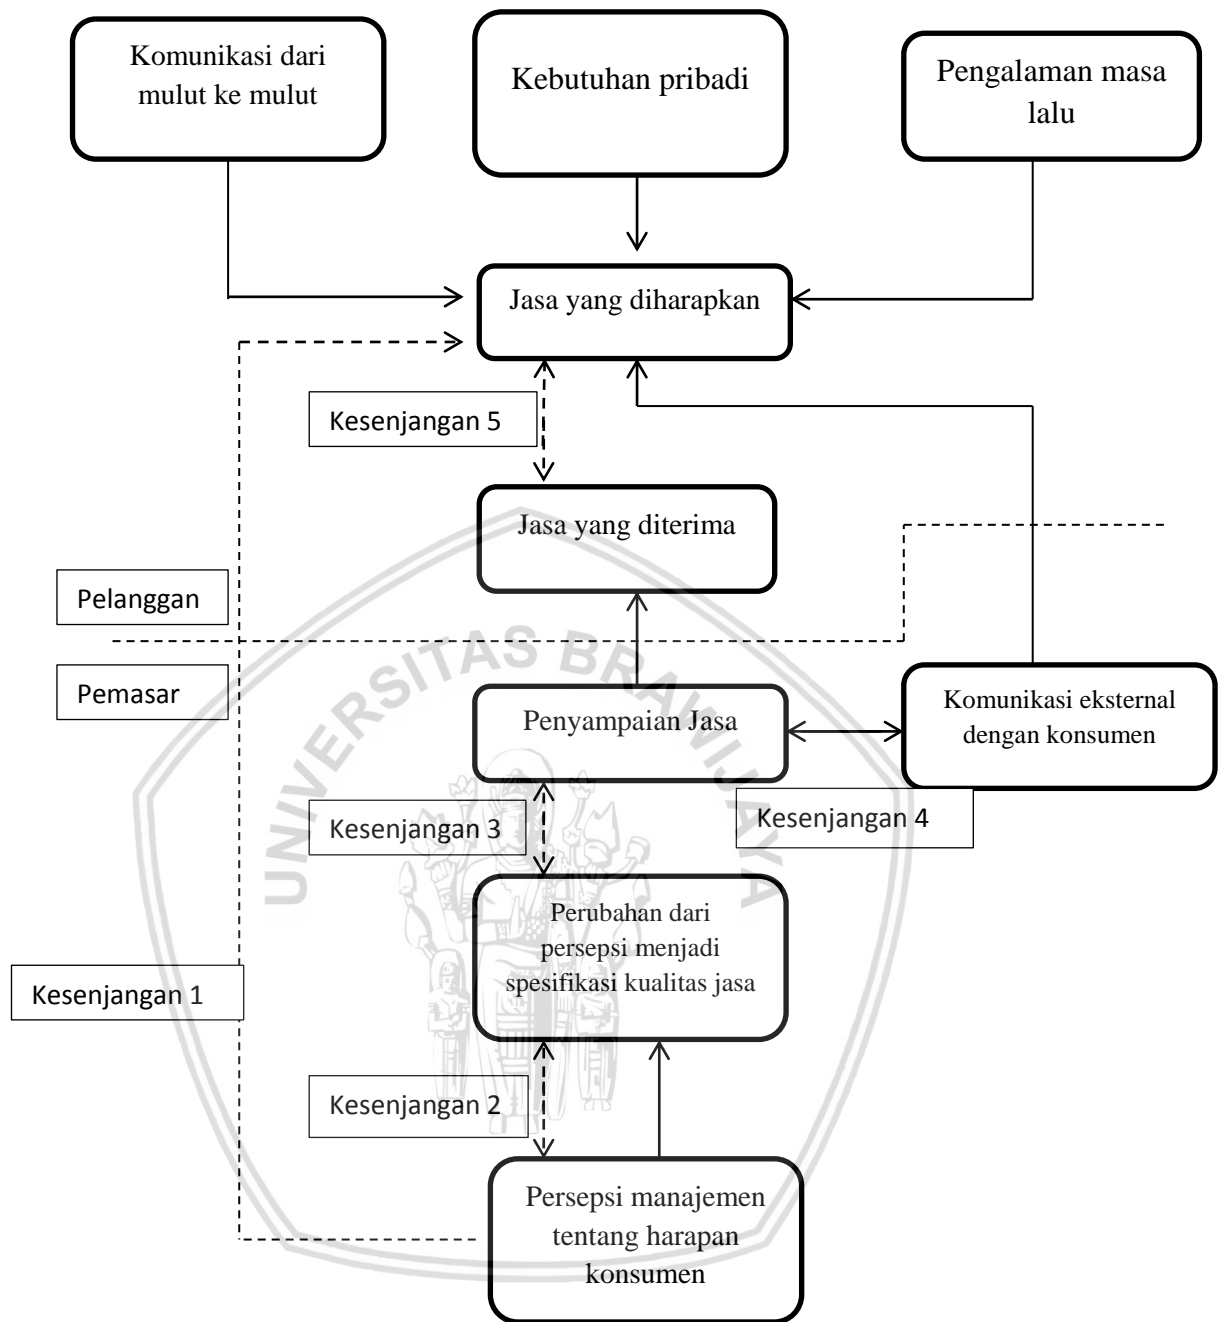 Komunikasi dari
mulut ke mulut
Kebutuhan pribadi
Pengalaman masa
lalu
Jasa yang diharapkan
Kesenjangan 5
Jasa yang diterima
Pelanggan
Pemasar
Penyampaian Jasa
Komunikasi eksternal
dengan konsumen
Kesenjangan 3
Kesenjangan 4
Perubahan dari
persepsi menjadi
spesifikasi kualitas jasa
Kesenjangan 1
Kesenjangan 2
Persepsi manajemen
tentang harapan
konsumen
UNIVERSITAS BRAWIJAYA